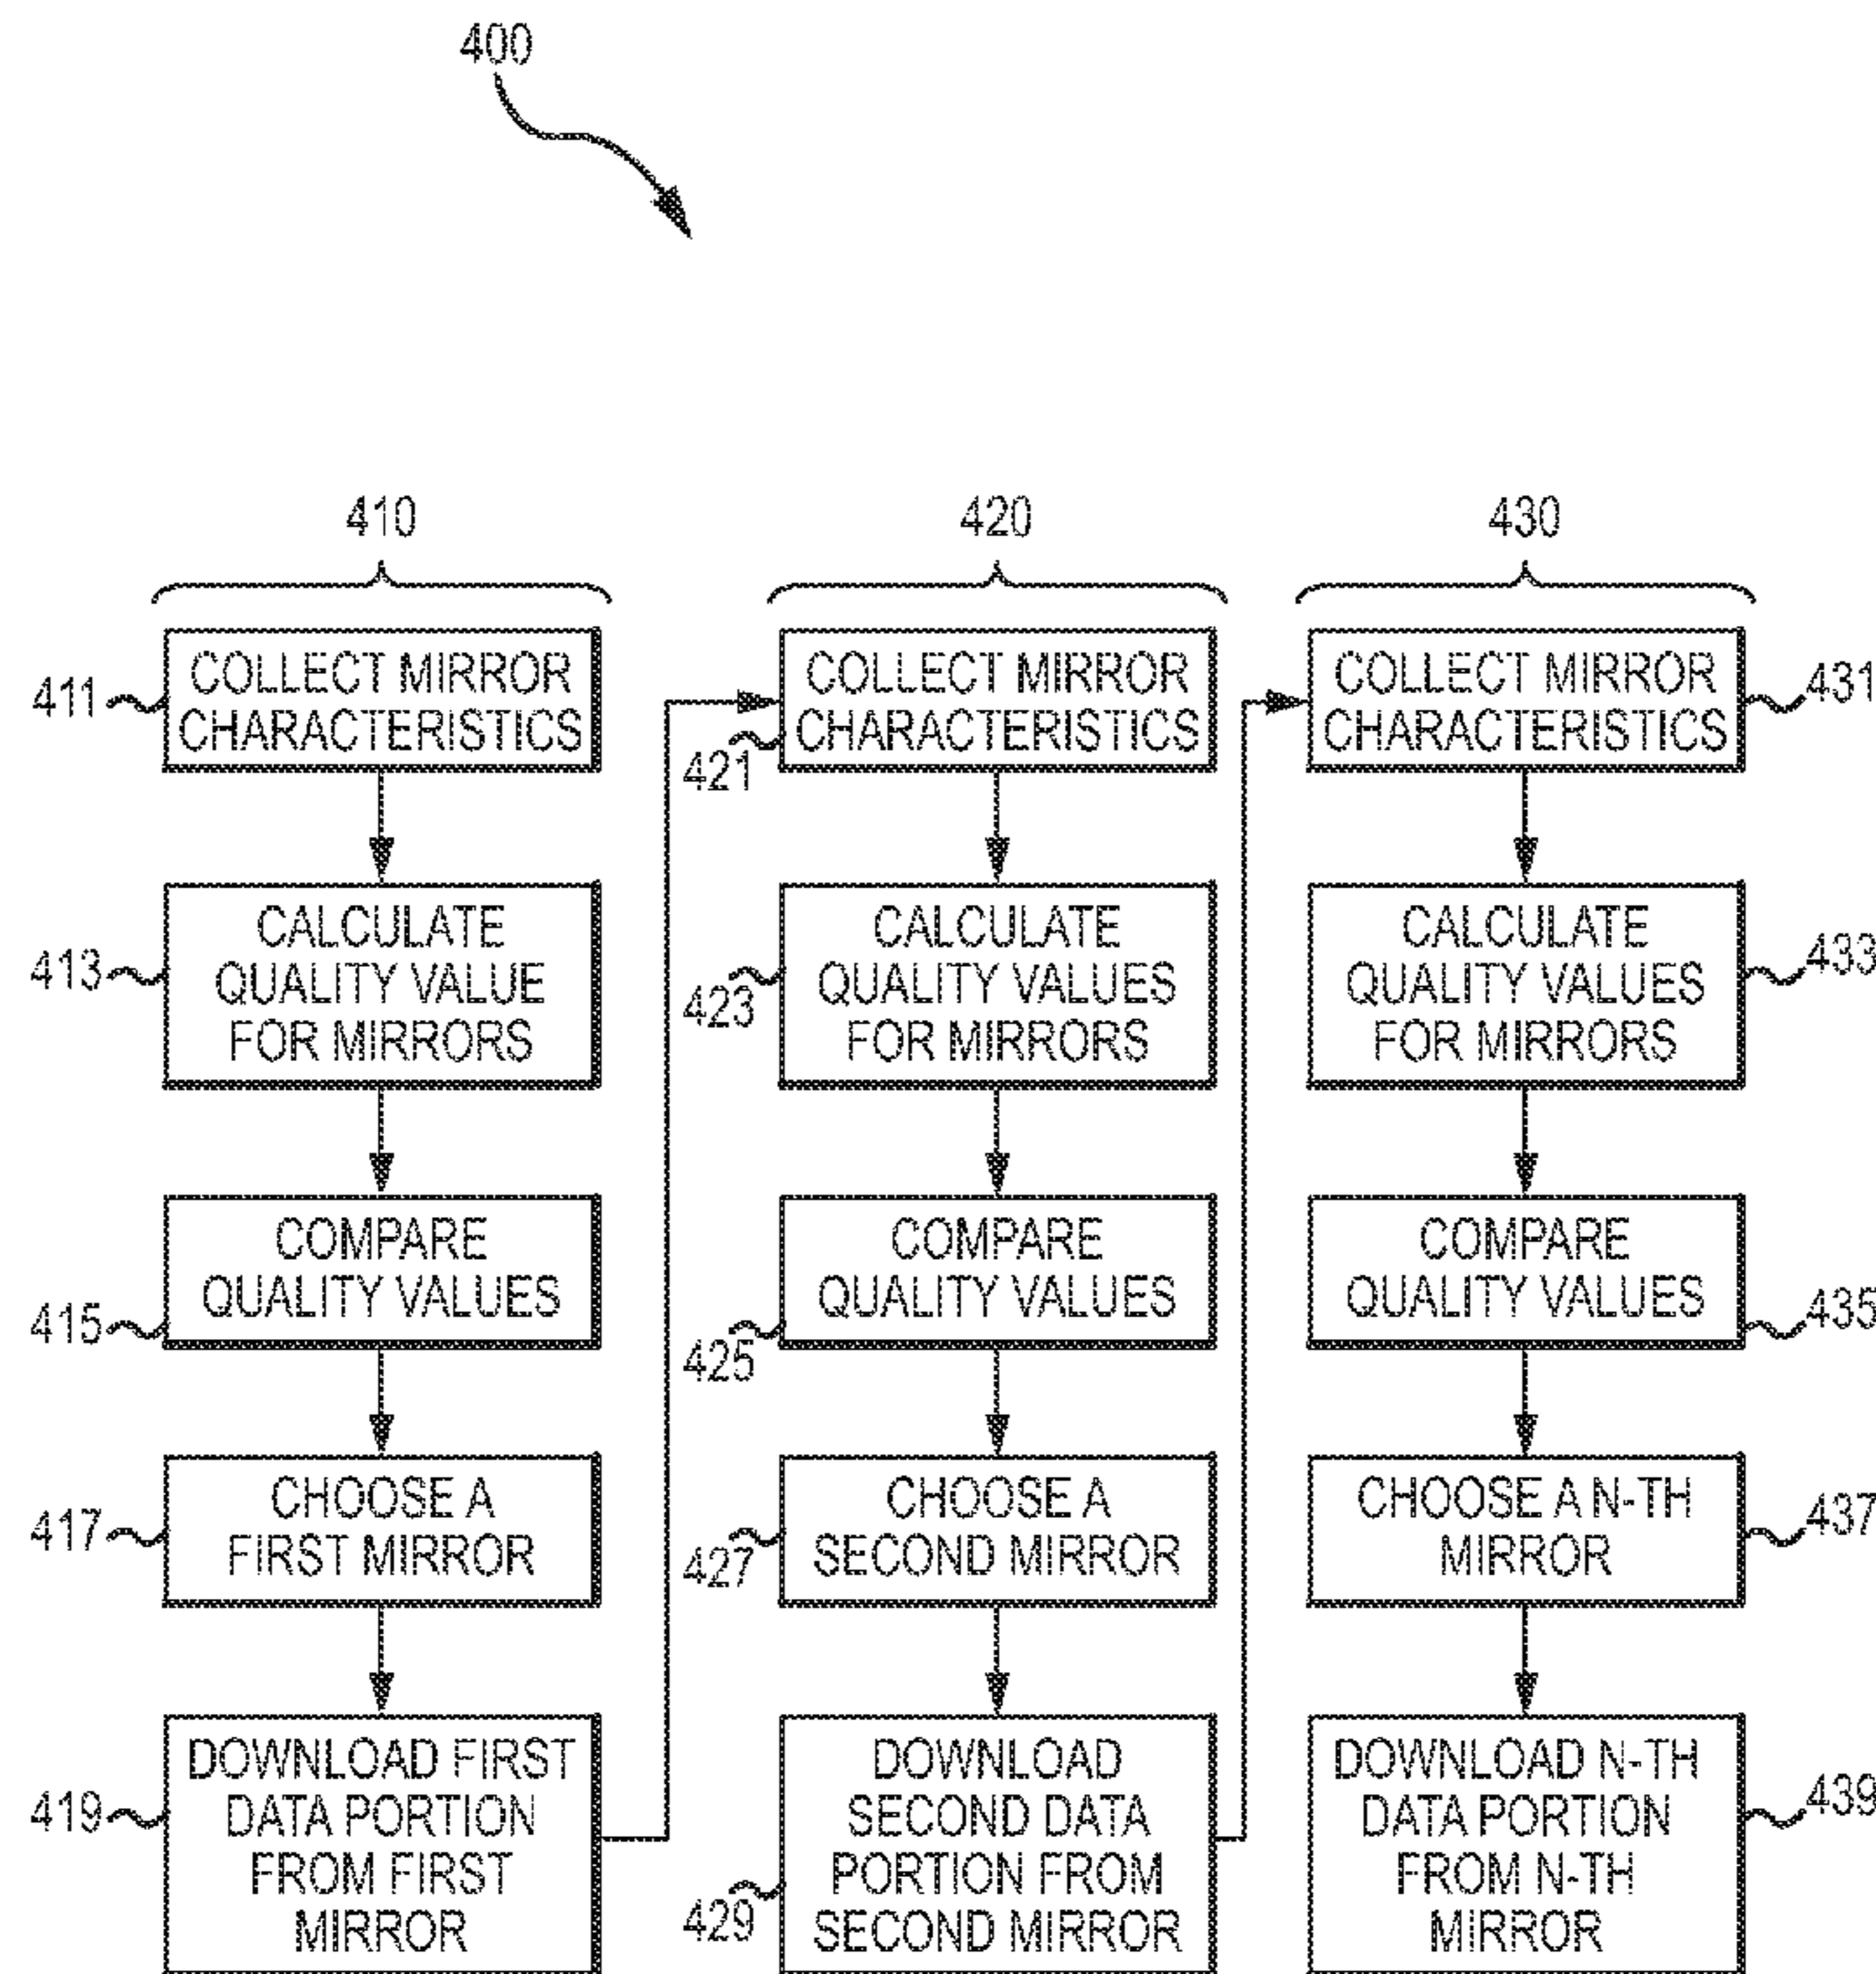 400
410
411
COLLECT MIRROR
CHARACTERISTICS
413
CALCULATE
QUALITY VALUE
FOR MIRRORS
415
COMPARE
QUALITY VALUES
417
CHOOSE A
FIRST MIRROR
419
DOWNLOAD FIRST
DATA PORTION
FROM FIRST
MIRROR
420
421
COLLECT MIRROR
CHARACTERISTICS
423
CALCULATE
QUALITY VALUES
FOR MIRRORS
425
COMPARE
QUALITY VALUES
427
CHOOSE A
SECOND MIRROR
429
DOWNLOAD
SECOND DATA
PORTION FROM
SECOND MIRROR
430
COLLECT MIRROR
CHARACTERISTICS
431
CALCULATE
QUALITY VALUES
FOR MIRRORS
433
COMPARE
QUALITY VALUES
435
CHOOSE A N-TH
MIRROR
437
DOWNLOAD N-TH
DATA PORTION
FROM N-TH
MIRROR
439